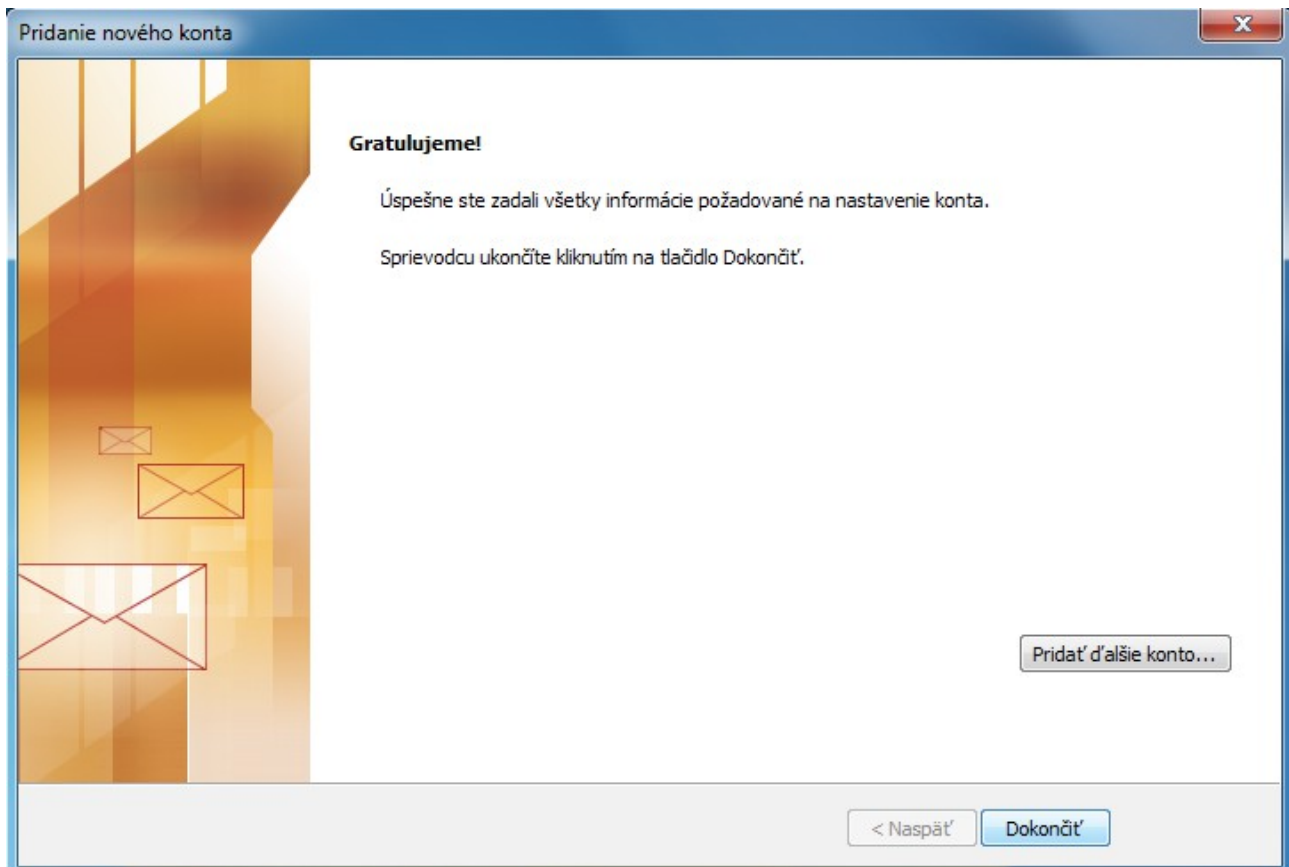 Pridanie nového konta
Gratulujeme!
Úspešne ste zadali všetky informácie požadované na nastavenie konta.
Sprievodcu ukončíte kliknutím na tlačidlo Dokončiť.
Pridať ďalšie konto...
< Naspäť
Dokončiť